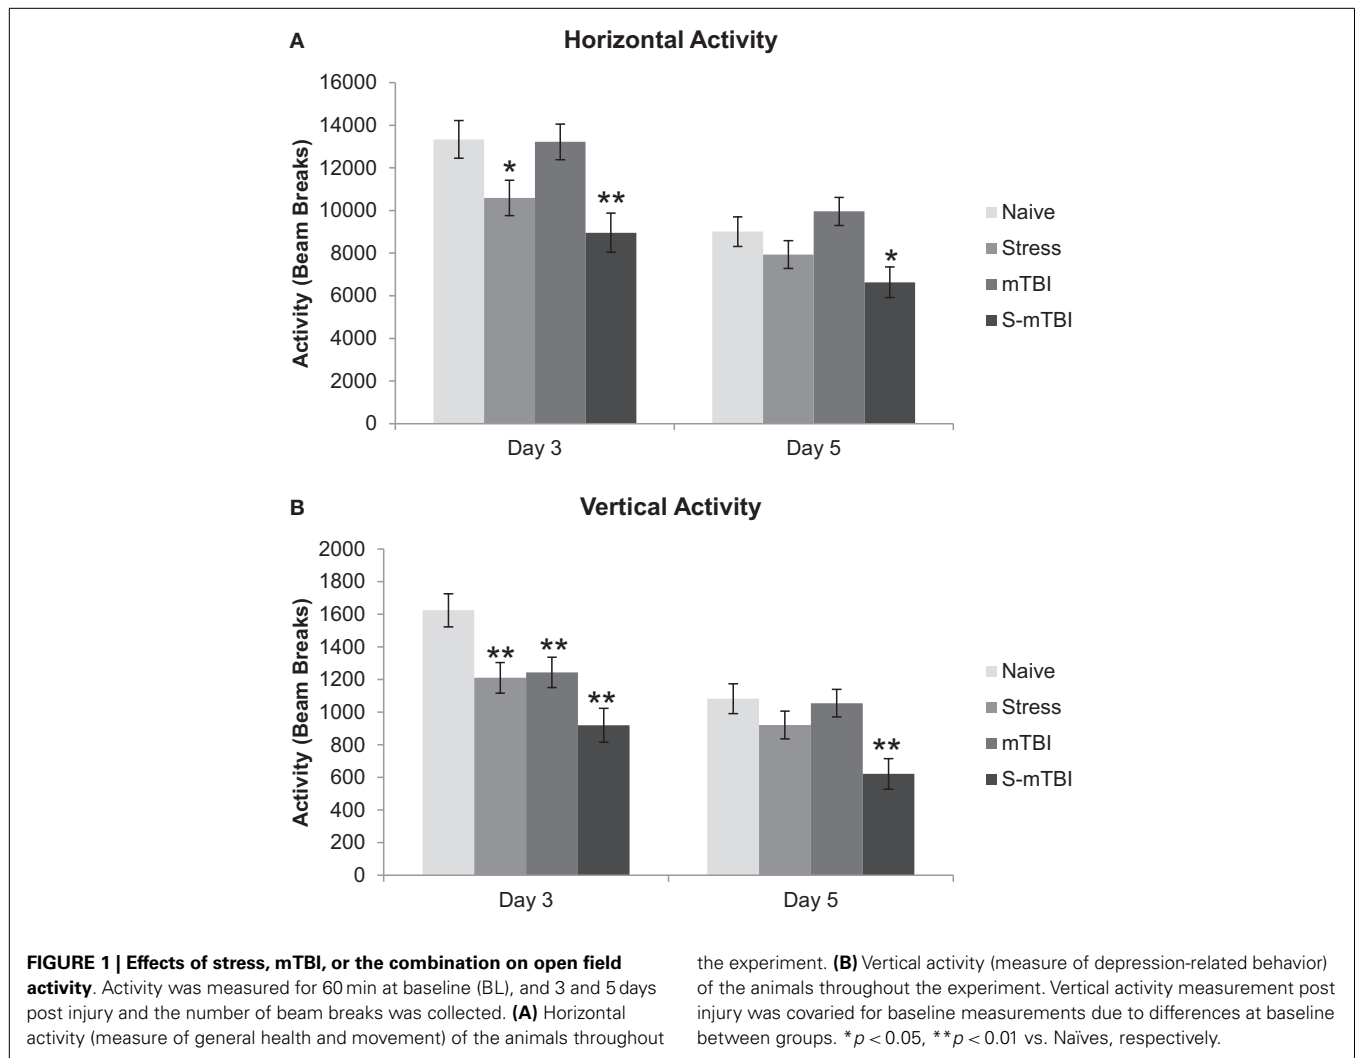 A
Horizontal Activity
16000
14000
12000
10000
8000
6000
4000
2000
0
Activity (Beam Breaks)
*
**
*
Day 3
Day 5
Naive
Stress
mTBI
S-mTBI
B
Vertical Activity
2000
1800
1600
1400
1200
1000
800
600
400
200
0
Activity (Beam Breaks)
**
**
**
**
Day 3
Day 5
Naive
Stress
mTBI
S-mTBI
FIGURE 1 | Effects of stress, mTBI, or the combination on open field
activity. Activity was measured for 60 min at baseline (BL), and 3 and 5 days
post injury and the number of beam breaks was collected. (A) Horizontal
activity (measure of general health and movement) of the animals throughout
the experiment. (B) Vertical activity (measure of depression-related behavior)
of the animals throughout the experiment. Vertical activity measurement post
injury was covaried for baseline measurements due to differences at baseline
between groups. *p < 0.05, **p < 0.01 vs. Naïves, respectively.